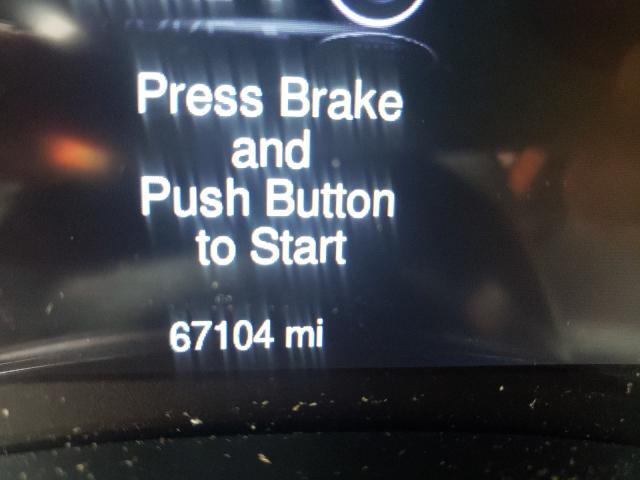 Press Brake
and
Push Button
to Start
67104 mi